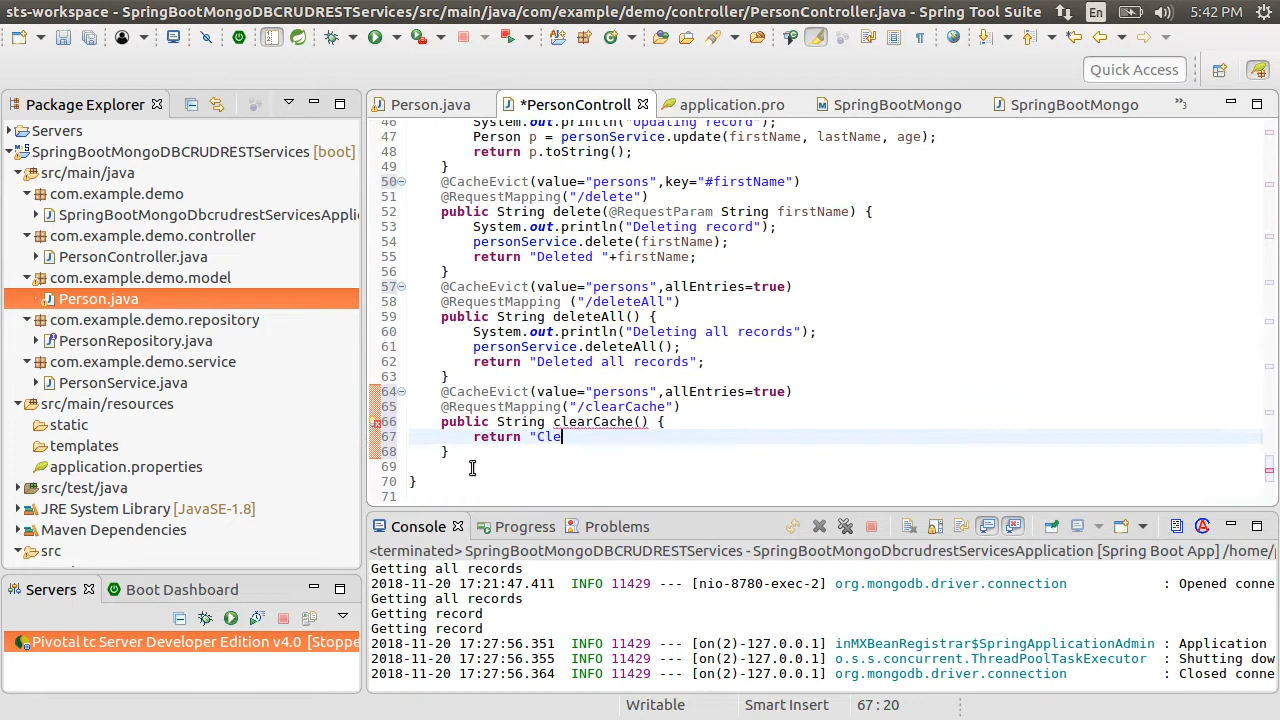 sts-workspace - SpringBootMongoDBCRUDRESTServices/src/main/java/com/example/demo/controller/PersonController.java - Spring Tool Suite
En
5:42 PM
Quick Access
Package Explorer
Servers
SpringBootMongoDBCRUDRESTServices [boot]
src/main/java
com.example.demo
SpringBootMongoDbcrudrestServicesAppli
com.example.demo.controller
PersonController.java
com.example.demo.model
Person.java
com.example.demo.repository
PersonRepository.java
com.example.demo.service
PersonService.java
src/main/resources
static
templates
application.properties
src/test/java
JRE System Library [JavaSE-1.8]
Maven Dependencies
src
Servers
Boot Dashboard
Pivotal tc Server Developer Edition v4.0 [Stoppe
Person.java
*PersonControll
application.pro
SpringBootMongo
SpringBootMongo
»3
46 System.out.println("Updating record");
47 Person p = personService.update(firstName, lastName, age);
48 return p.toString();
49 }
50 @CacheEvict(value="persons",key="#firstName")
51 @RequestMapping("/delete")
52 public String delete(@RequestParam String firstName) {
53 System.out.println("Deleting record");
54 personService.delete(firstName);
55 return "Deleted "+firstName;
56 }
57 @CacheEvict(value="persons",allEntries=true)
58 @RequestMapping ("/deleteAll")
59 public String deleteAll() {
60 System.out.println("Deleting all records");
61 personService.deleteAll();
62 return "Deleted all records";
63 }
64 @CacheEvict(value="persons",allEntries=true)
65 @RequestMapping("/clearCache")
66 public String clearCache() {
67 return "Cle
68 }
69
70 }
71
Console
Progress
Problems
<terminated> SpringBootMongoDBCRUDRESTServices - SpringBootMongoDbcrudrestServicesApplication [Spring Boot App] /home/
Getting all records
2018-11-20 17:21:47.411 INFO 11429 --- [nio-8780-exec-2] org.mongodb.driver.connection : Opened conne
Getting all records
Getting record
Getting record
2018-11-20 17:27:56.351 INFO 11429 --- [on(2)-127.0.0.1] inMXBeanRegistrar$SpringApplicationAdmin : Application
2018-11-20 17:27:56.355 INFO 11429 --- [on(2)-127.0.0.1] o.s.s.concurrent.ThreadPoolTaskExecutor : Shutting dow
2018-11-20 17:27:56.364 INFO 11429 --- [on(2)-127.0.0.1] org.mongodb.driver.connection : Closed conne
Writable
Smart Insert
67 : 20